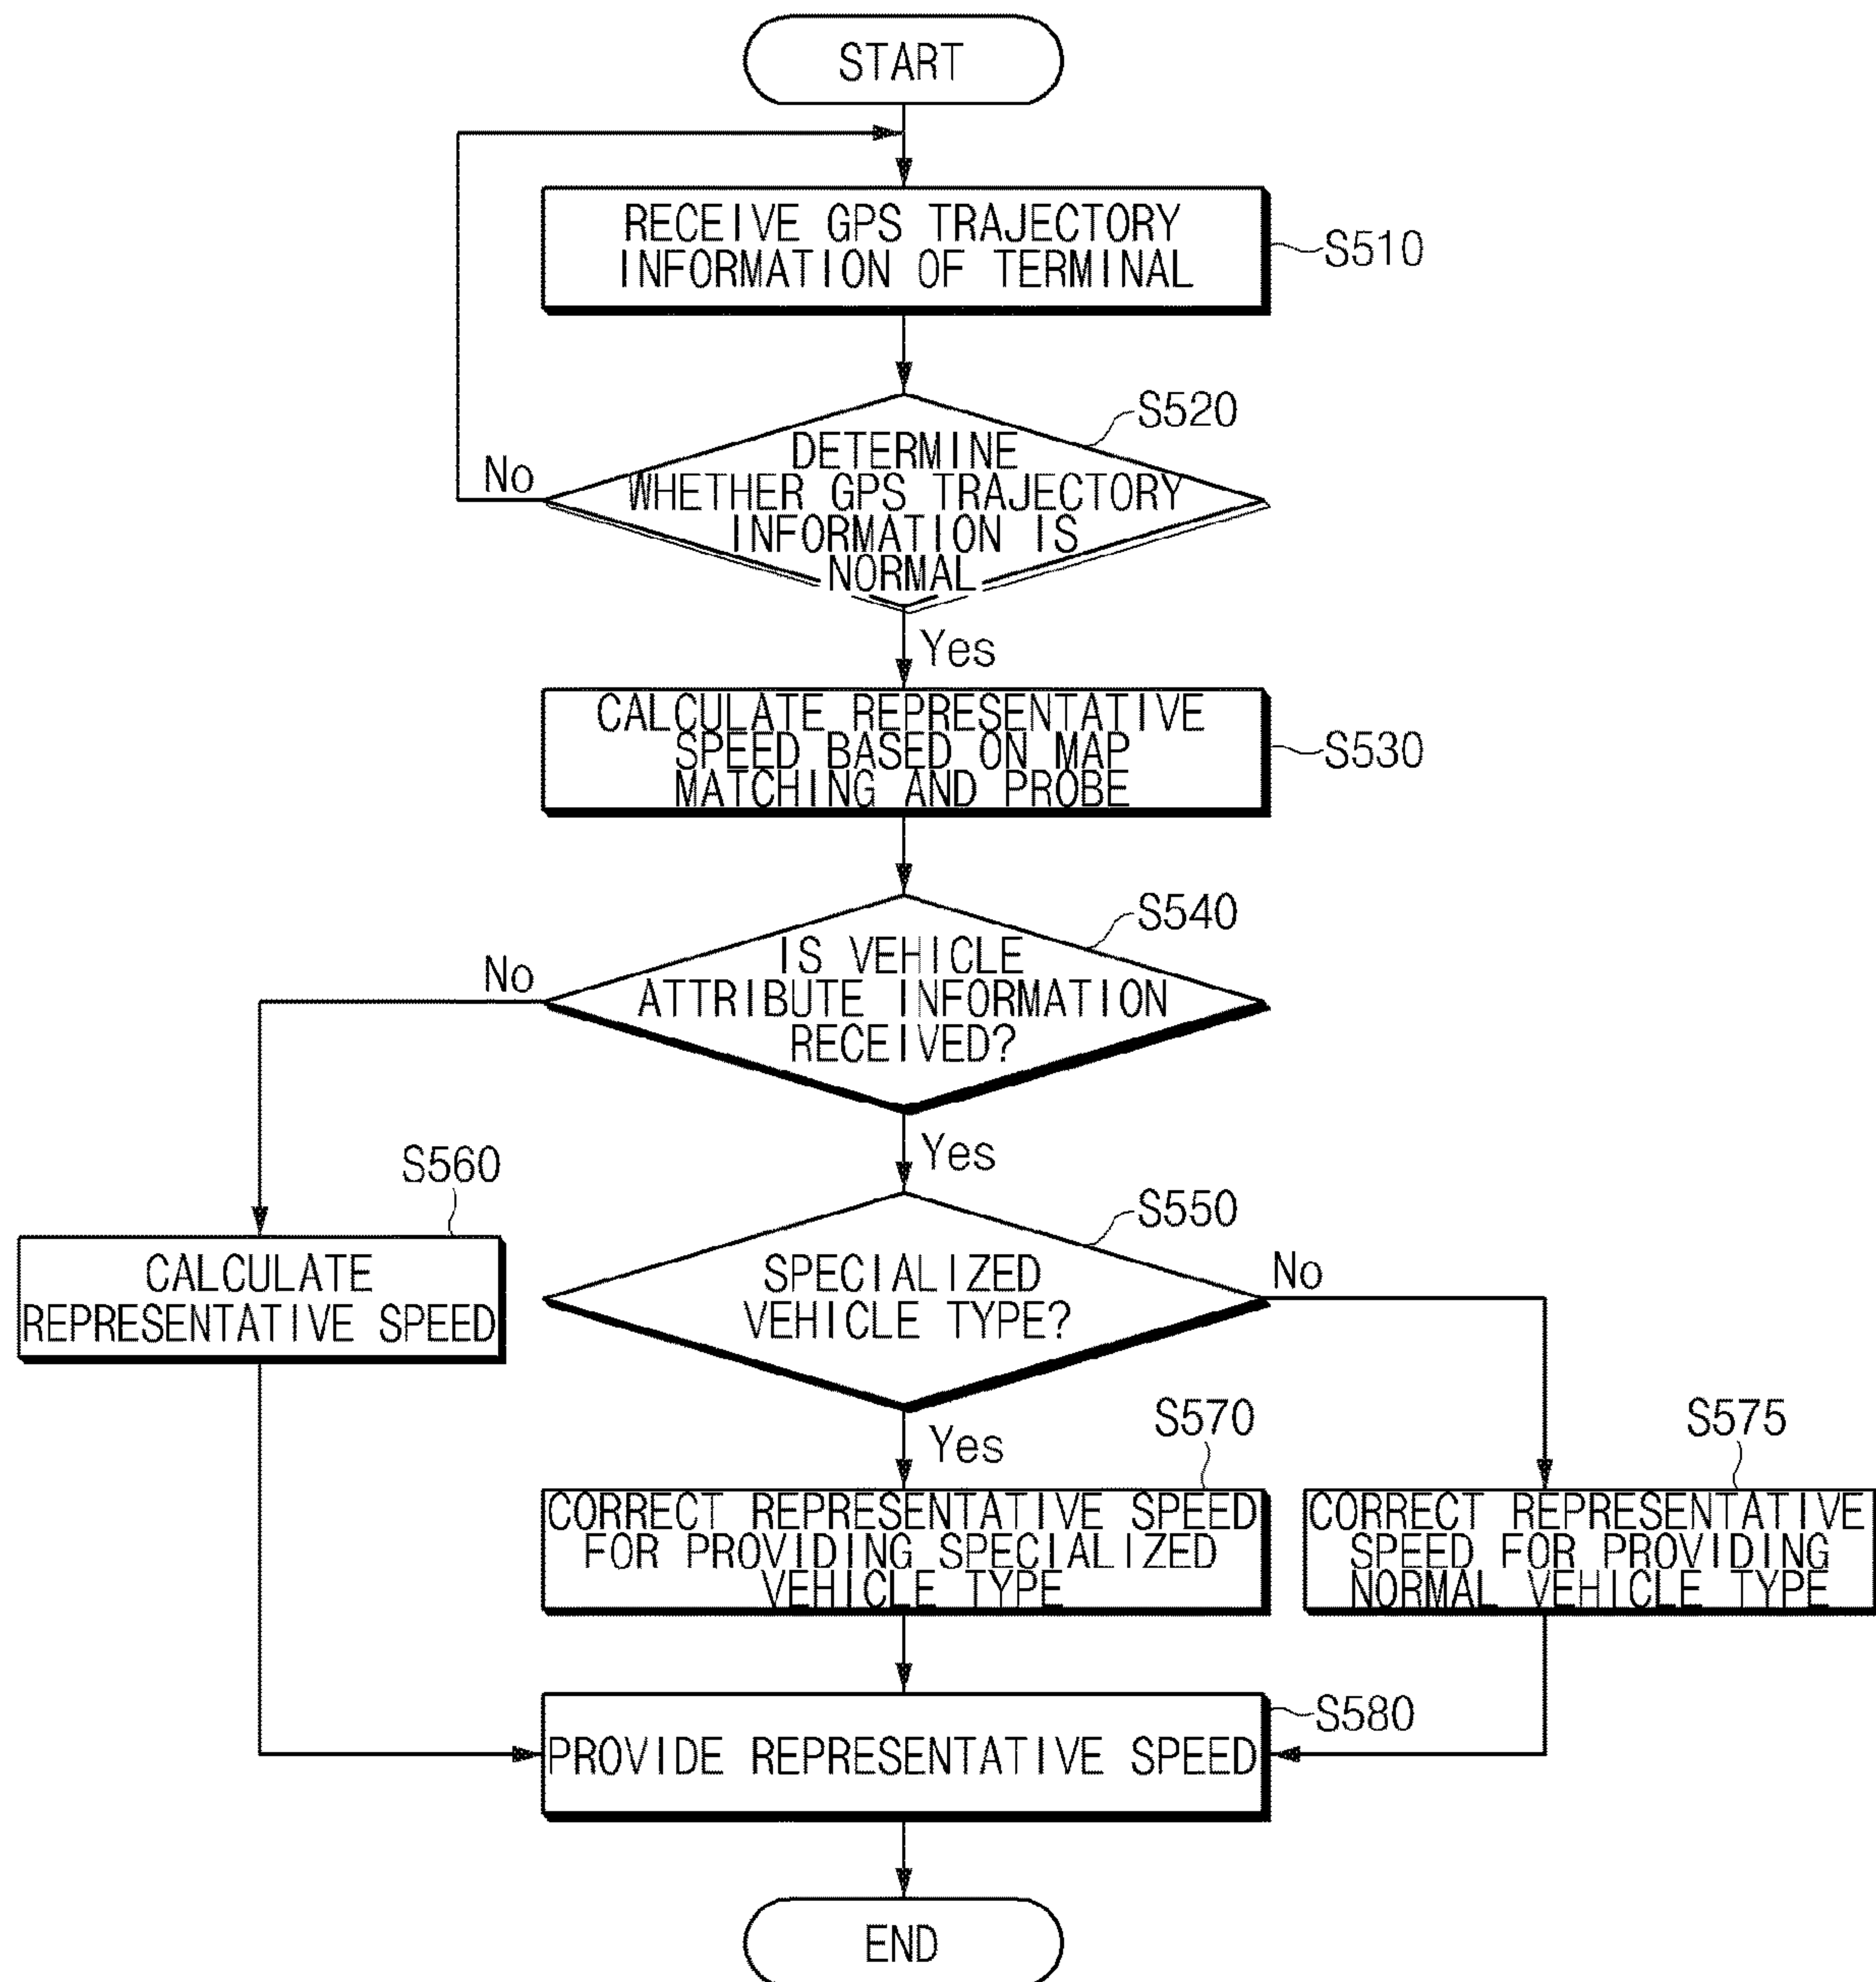 START
RECEIVE GPS TRAJECTORY
INFORMATION OF TERMINAL
S510
S520
DETERMINE
WHETHER GPS TRAJECTORY
INFORMATION IS
NORMAL
No
Yes
CALCULATE REPRESENTATIVE
SPEED BASED ON MAP
MATCHING AND PROBE
S530
S540
IS VEHICLE
ATTRIBUTE INFORMATION
RECEIVED?
No
Yes
S560
CALCULATE
REPRESENTATIVE SPEED
S550
SPECIALIZED
VEHICLE TYPE?
No
Yes
S570
CORRECT REPRESENTATIVE SPEED
FOR PROVIDING SPECIALIZED
VEHICLE TYPE
S575
CORRECT REPRESENTATIVE
SPEED FOR PROVIDING
NORMAL VEHICLE TYPE
S580
PROVIDE REPRESENTATIVE SPEED
END